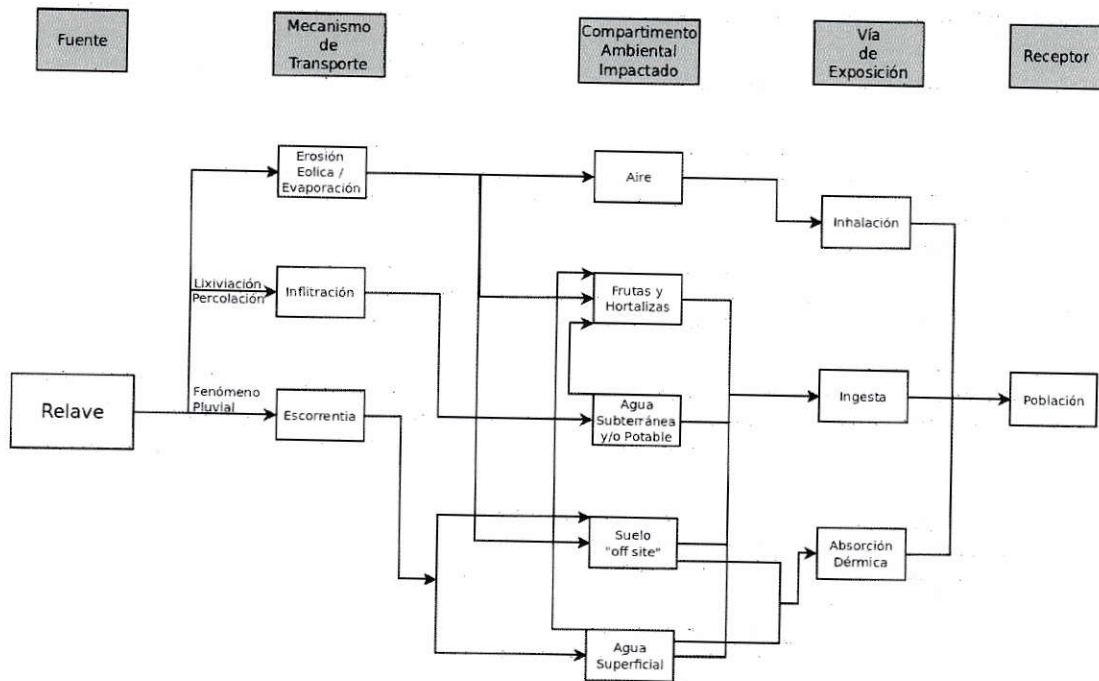 Fuente
Mecanismo
de
Transporte
Compartimento
Ambiental
Impactado
Vía
de
Exposición
Receptor
Erosión
Eolica /
Evaporación
Aire
Inhalación
Lixiviación
Percolación
Inflitración
Frutas y
Hortalizas
Relave
Fenómeno
Pluvial
Escorrentia
Agua
Subterránea
y/o Potable
Ingesta
Población
Suelo
"off site"
Absorción
Dérmica
Agua
Superficial